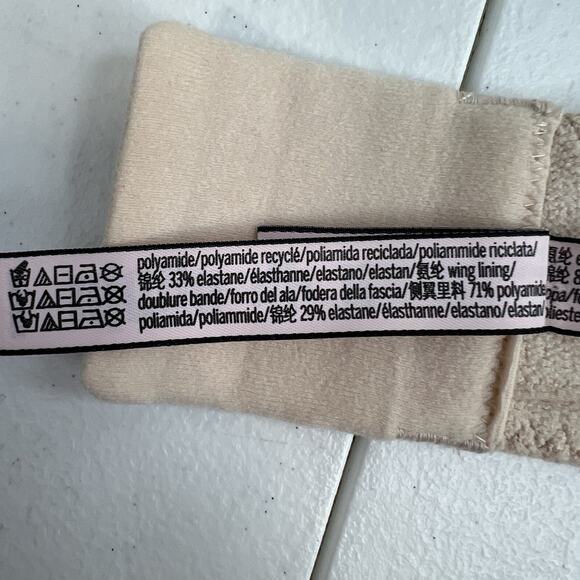 polyamide/polyamide recyclé/poliamida reciclada/poliammide riciclata/
锦纶 33% elastane/élasthanne/elastano/elastan/氨纶 wing lining/
doublure bande/forro del ala/fodera della fascia/侧翼里料 71% polyamide
poliamida/poliammide/锦纶 29% elastane/élasthanne/elastano/elastan